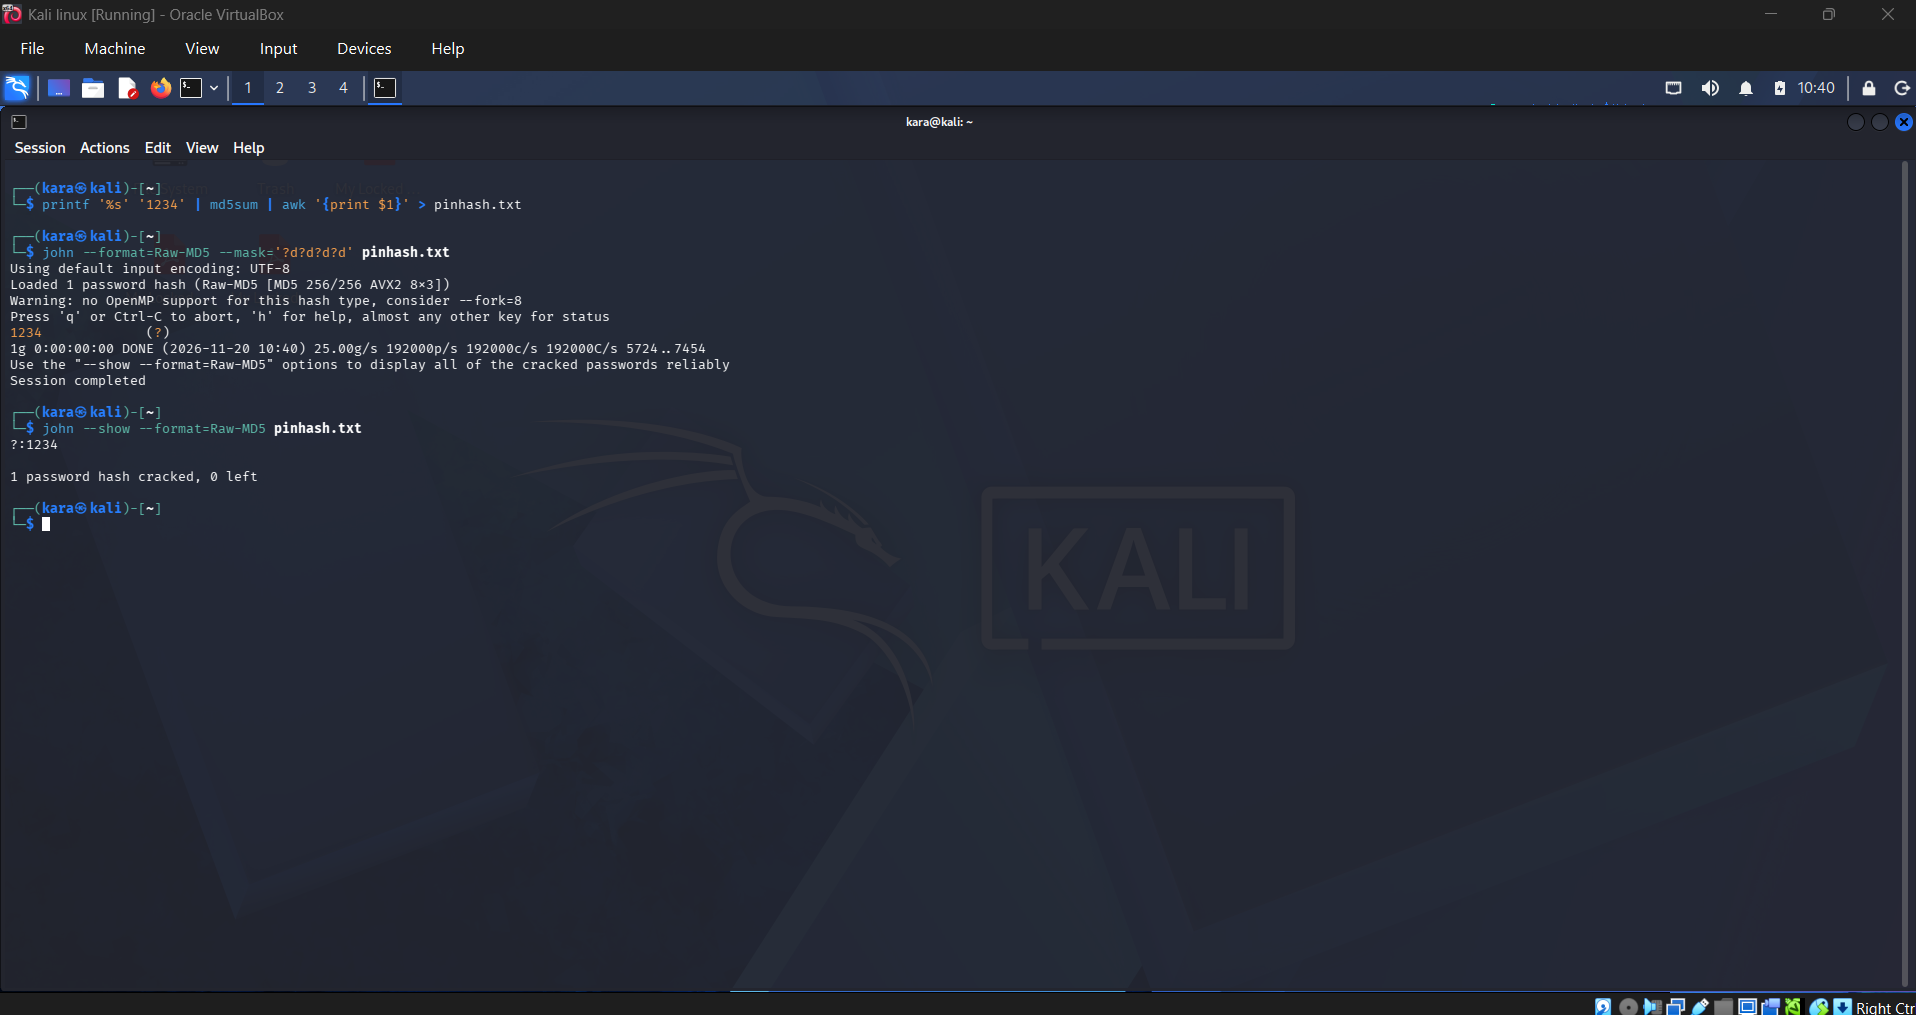 Kali linux [Running] - Oracle VirtualBox
File Machine View Input Devices Help
1 2 3 4 10:40
kara@kali: ~
Session Actions Edit View Help
┌──(kara㉿kali)-[~]
└─$ printf '%s' '1234' | md5sum | awk '{print $1}' > pinhash.txt
┌──(kara㉿kali)-[~]
└─$ john --format=Raw-MD5 --mask='?d?d?d?d' pinhash.txt
Using default input encoding: UTF-8
Loaded 1 password hash (Raw-MD5 [MD5 256/256 AVX2 8×3])
Warning: no OpenMP support for this hash type, consider --fork=8
Press 'q' or Ctrl-C to abort, 'h' for help, almost any other key for status
1234 (?)
1g 0:00:00:00 DONE (2026-11-20 10:40) 25.00g/s 192000p/s 192000c/s 192000C/s 5724..7454
Use the "--show --format=Raw-MD5" options to display all of the cracked passwords reliably
Session completed
┌──(kara㉿kali)-[~]
└─$ john --show --format=Raw-MD5 pinhash.txt
?:1234
1 password hash cracked, 0 left
┌──(kara㉿kali)-[~]
└─$
KALI
Right Ctr